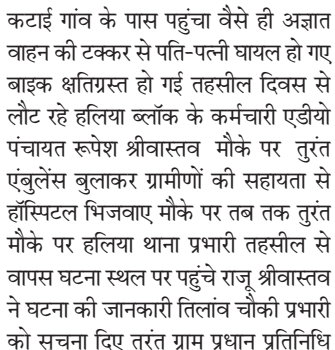 कटाई गांव के पास पहुंचा वैसे ही अज्ञात
वाहन की टक्कर से पति-पत्नी घायल हो गए
बाइक क्षतिग्रस्त हो गई तहसील दिवस से
लौट रहे हलिया ब्लॉक के कर्मचारी एडीयो
पंचायत रूपेश श्रीवास्तव मौके पर तुरंत
एंबुलेंस बुलाकर ग्रामीणों की सहायता से
हॉस्पिटल भिजवाए मौके पर तब तक तुरंत
मौके पर हलिया थाना प्रभारी तहसील से
वापस घटना स्थल पर पहुंचे राजू श्रीवास्तव
ने घटना की जानकारी तिलांव चौकी प्रभारी
को सूचना दिए तुरंत ग्राम प्रधान प्रतिनिधि